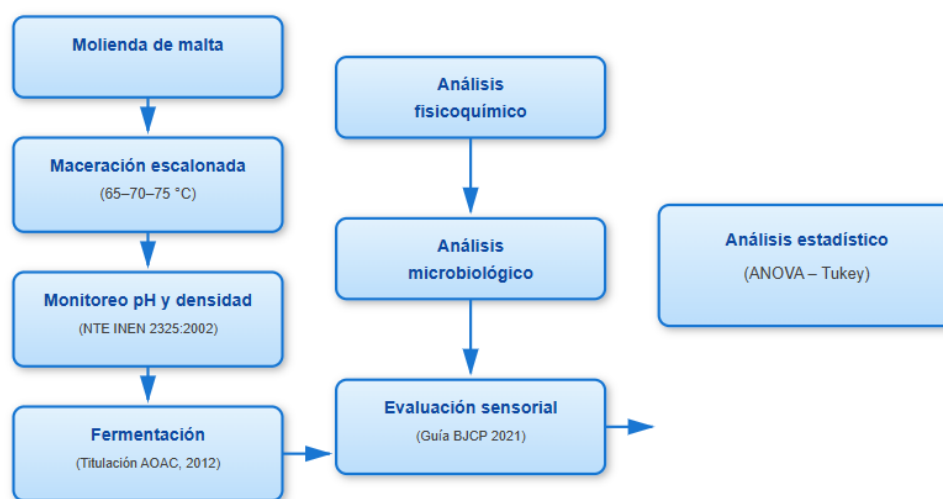 Molienda de malta
Maceración escalonada
(65–70–75 °C)
Monitoreo pH y densidad
(NTE INEN 2325:2002)
Fermentación
(Titulación AOAC, 2012)
Análisis
fisicoquímico
Análisis
microbiológico
Evaluación sensorial
(Guía BJCP 2021)
Análisis estadístico
(ANOVA – Tukey)